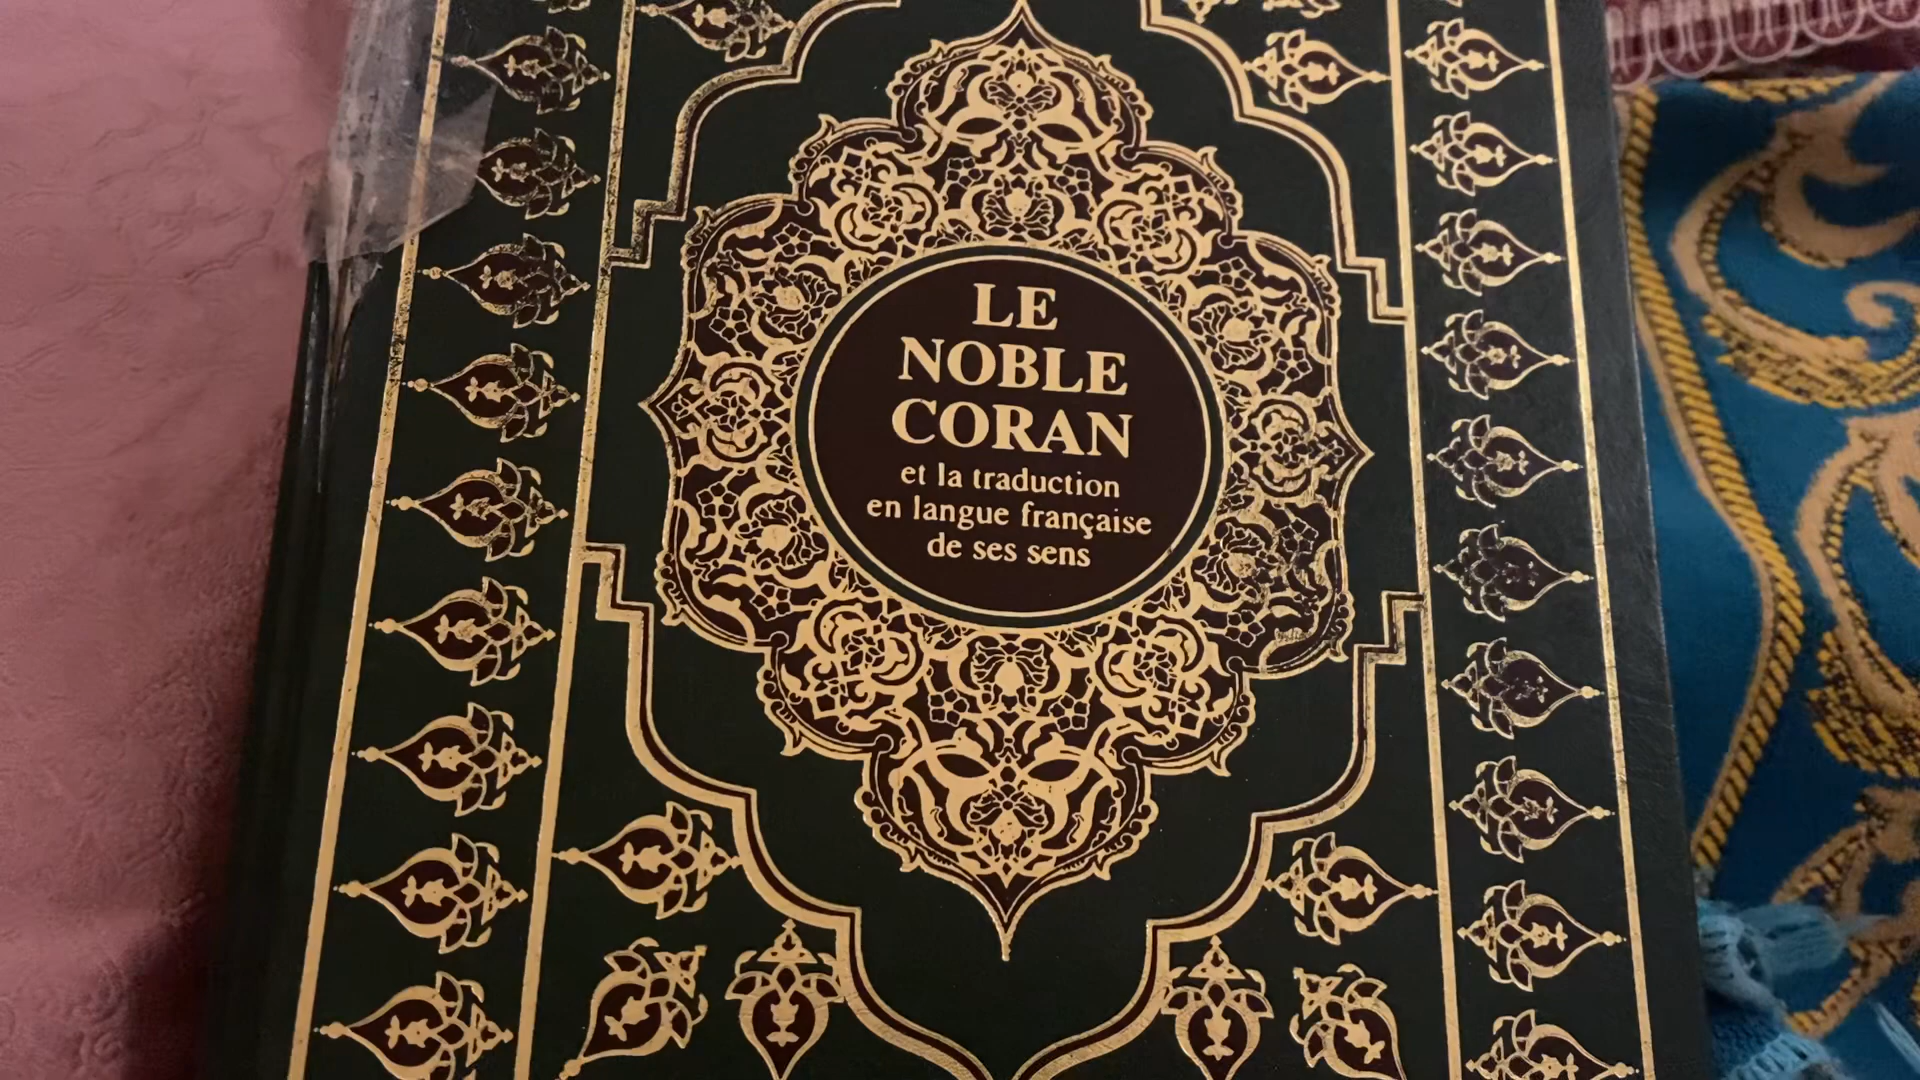 LE
NOBLE
CORAN
et la traduction
en langue française
de ses sens